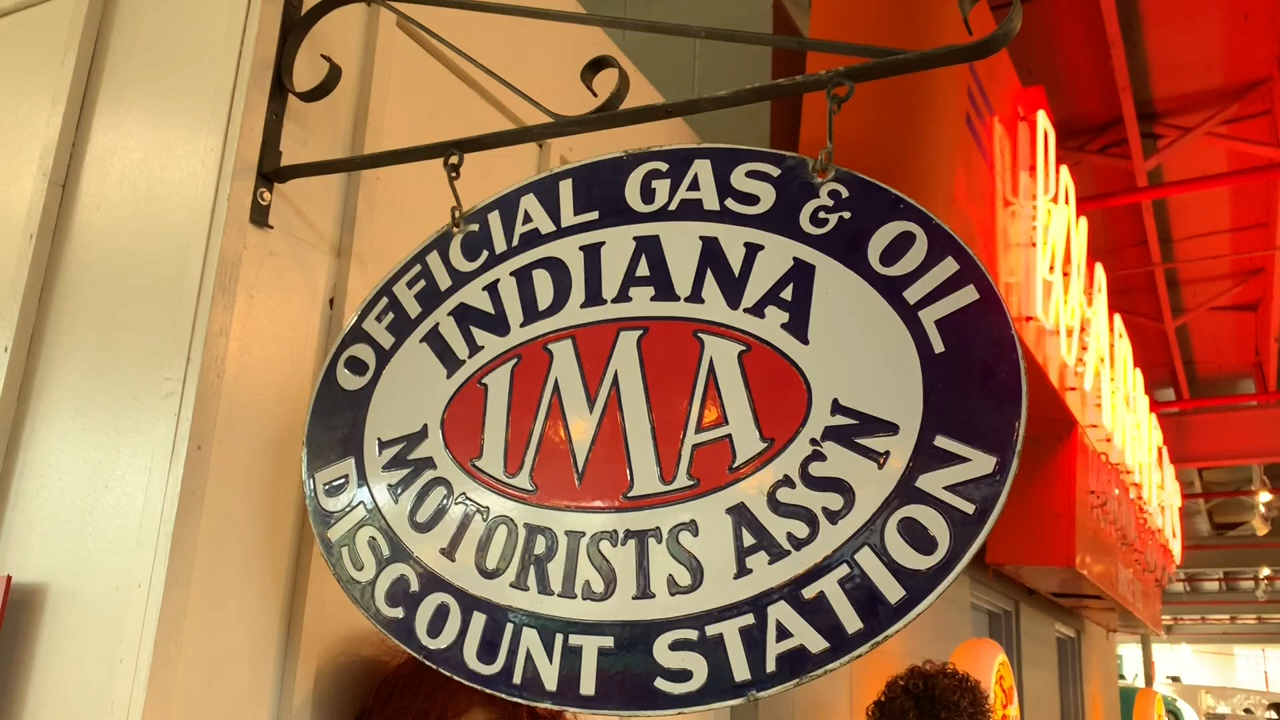 OFFICIAL GAS & OIL
INDIANA
IMA
MOTORISTS ASS'N
DISCOUNT STATION